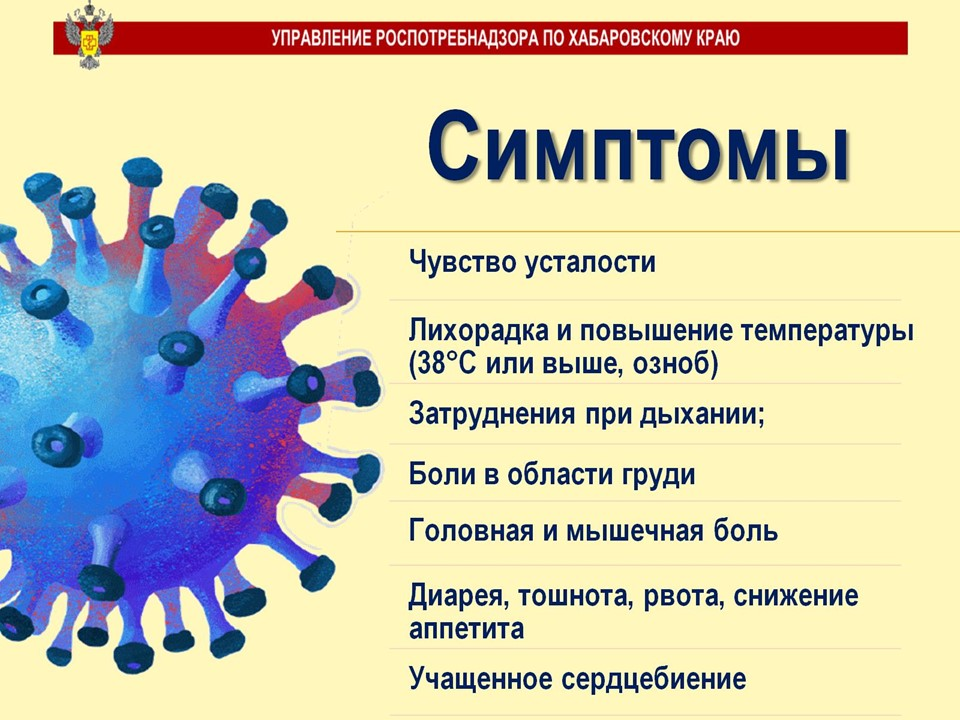 УПРАВЛЕНИЕ РОСПОТРЕБНАДЗОРА ПО ХАБАРОВСКОМУ КРАЮ
Симптомы
Чувство усталости
Лихорадка и повышение температуры
(38°С или выше, озноб)
Затруднения при дыхании;
Боли в области груди
Головная и мышечная боль
Диарея, тошнота, рвота, снижение
аппетита
Учащенное сердцебиение